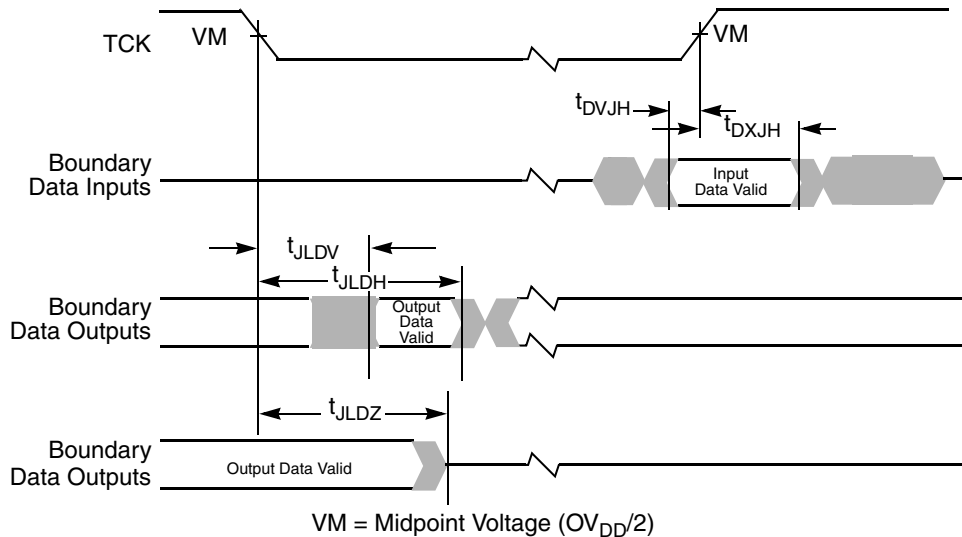 TCK
VM
VM
tDVJH
tDXJH
Boundary
Data Inputs
Input
Data Valid
tJLDV
tJLDH
Boundary
Data Outputs
Output
Data
Valid
tJLDZ
Boundary
Data Outputs
Output Data Valid
VM = Midpoint Voltage (OVDD/2)